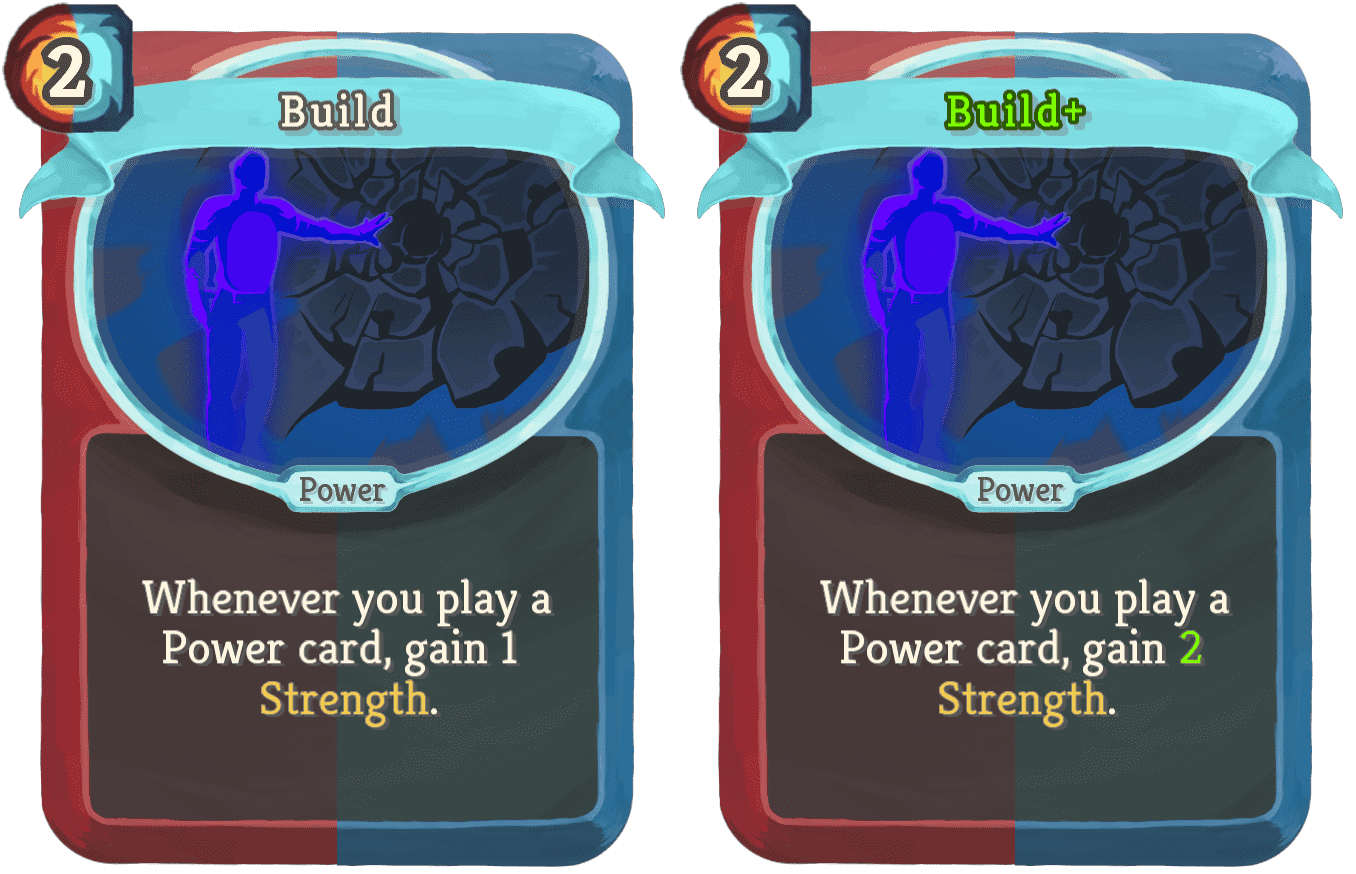 2
Build
Power
Whenever you play a
Power card, gain 1
Strength.
2
Build+
Power
Whenever you play a
Power card, gain 2
Strength.